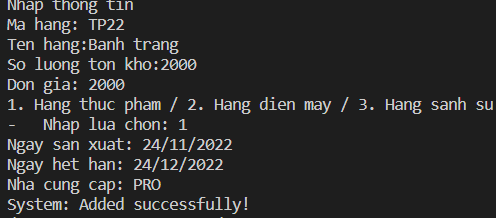 Nhap thong tin
Ma hang: TP22
Ten hang:Banh trang
So luong ton kho:2000
Don gia: 2000
1. Hang thuc pham / 2. Hang dien may / 3. Hang sanh su
-   Nhap lua chon: 1
Ngay san xuat: 24/11/2022
Ngay het han: 24/12/2022
Nha cung cap: PRO
System: Added successfully!